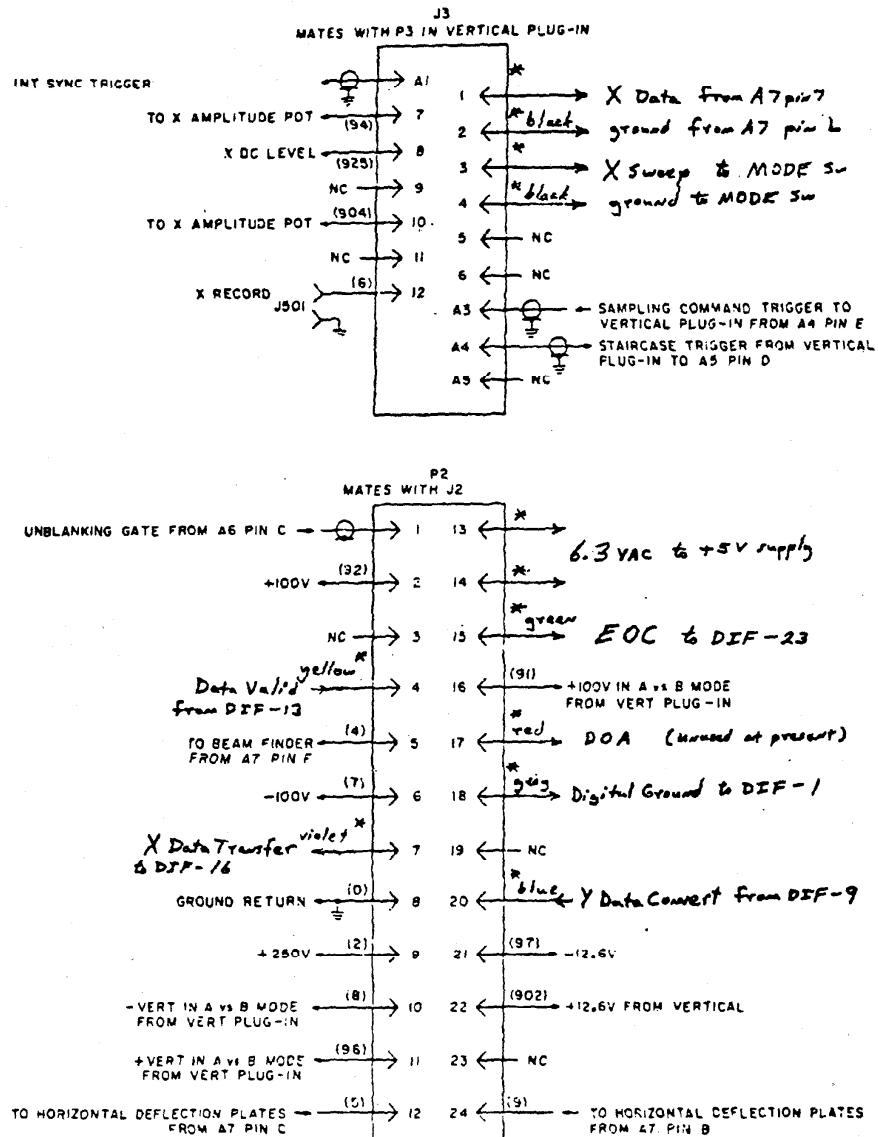 J3
MATES WITH P3 IN VERTICAL PLUG-IN
INT SYNC TRIGGER
A1
TO X AMPLITUDE POT
(94)
7
X DC LEVEL
(925)
8
NC
9
TO X AMPLITUDE POT
(904)
10
NC
11
X RECORD
J501
(6)
12
*
1
X Data from A7 pin 7
2
* black
ground from A7 pin L
3
*
X Sweep to MODE Sw
4
* black
ground to MODE Sw
5
NC
6
NC
A3
SAMPLING COMMAND TRIGGER TO
VERTICAL PLUG-IN FROM A4 PIN E
A4
STAIRCASE TRIGGER FROM VERTICAL
PLUG-IN TO A5 PIN D
A5
NC
P2
MATES WITH J2
UNBLANKING GATE FROM A6 PIN C
1
13
*
6.3 VAC to +5V supply
+100V
(92)
2
14
*
NC
3
15
* green
EOC to DIF-23
Data Valid
from DIF-13
yellow *
4
16
(91)
+100V IN A vs B MODE
FROM VERT PLUG-IN
TO BEAM FINDER
FROM A7 PIN F
(4)
5
17
* red
DOA (unused at present)
-100V
(7)
6
18
*
Digital Ground to DIF-1
X Data Transfer
to DIF-16
violet *
7
19
NC
GROUND RETURN
(0)
8
20
* blue
Y Data Convert from DIF-9
+250V
(2)
9
21
(97)
-12.6V
-VERT IN A vs B MODE
FROM VERT PLUG-IN
(8)
10
22
(902)
+12.6V FROM VERTICAL
+VERT IN A vs B MODE
FROM VERT PLUG-IN
(96)
11
23
NC
TO HORIZONTAL DEFLECTION PLATES
FROM A7 PIN C
(5)
12
24
(9)
TO HORIZONTAL DEFLECTION PLATES
FROM A7 PIN B